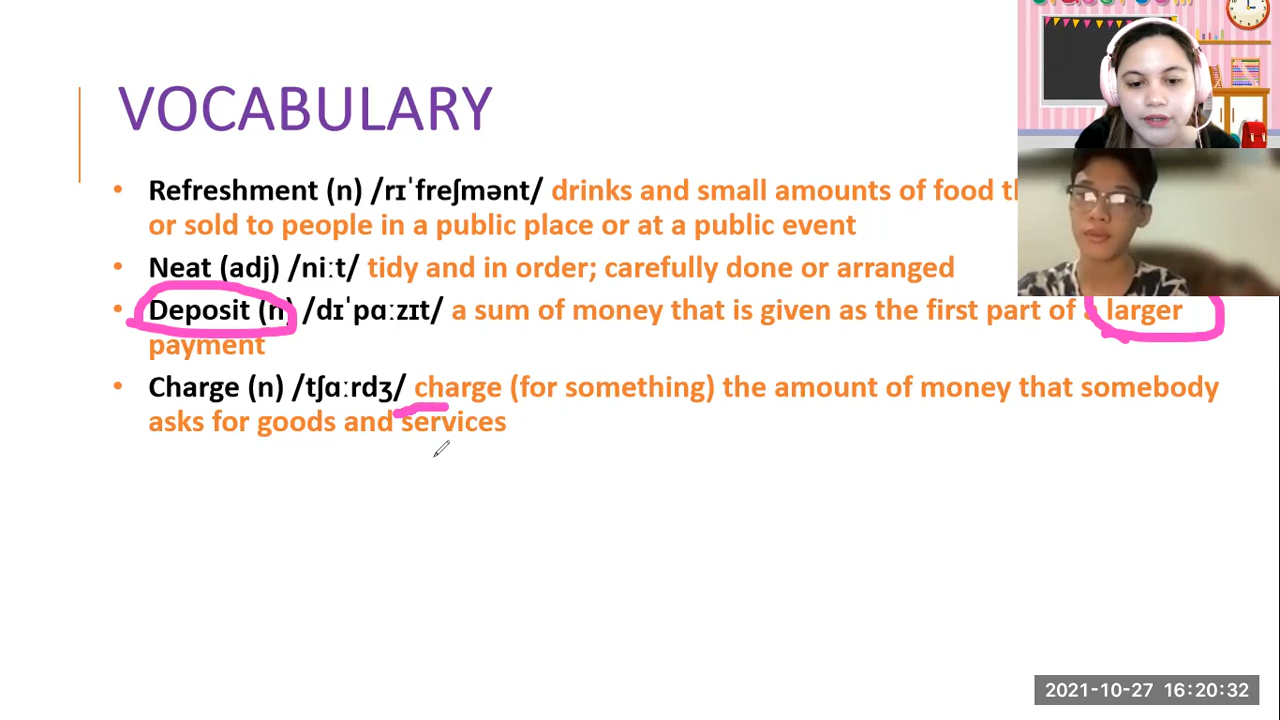 VOCABULARY
• Refreshment (n) /rɪˈfreʃmənt/ drinks and small amounts of food
or sold to people in a public place or at a public event
• Neat (adj) /niːt/ tidy and in order; carefully done or arranged
• Deposit (n) /dɪˈpɑːzɪt/ a sum of money that is given as the first part of a larger
payment
• Charge (n) /tʃɑːrdʒ/ charge (for something) the amount of money that somebody
asks for goods and services
2021-10-27 16:20:32